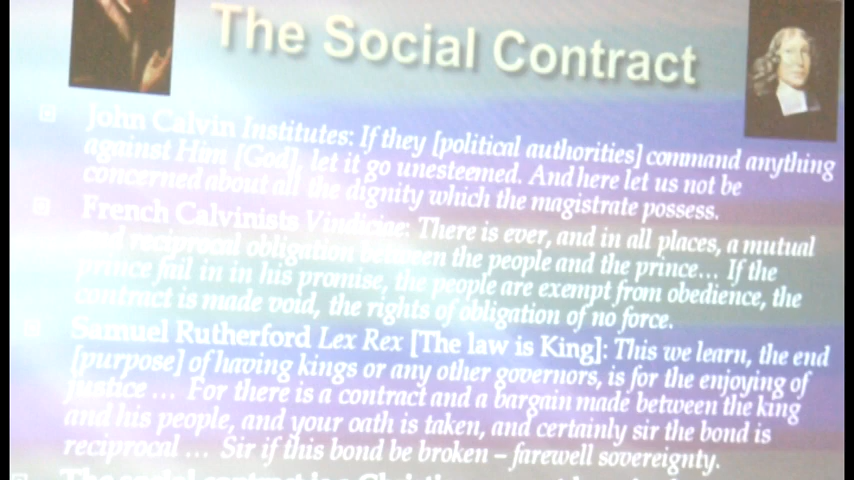 The Social Contract
John Calvin Institutes: If they [political authorities] command anything
against Him [God], let it go unesteemed. And here let us not be
concerned about all the dignity which the magistrate possess.
French Calvinists Vindiciae: There is ever, and in all places, a mutual
and reciprocal obligation between the people and the prince... If the
prince fail in in his promise, the people are exempt from obedience, the
contract is made void, the rights of obligation of no force.
Samuel Rutherford Lex Rex [The law is King]: This we learn, the end
[purpose] of having kings or any other governors, is for the enjoying of
justice ... For there is a contract and a bargain made between the king
and his people, and your oath is taken, and certainly sir the bond is
reciprocal ... Sir if this bond be broken – farewell sovereignty.
The social contract is a